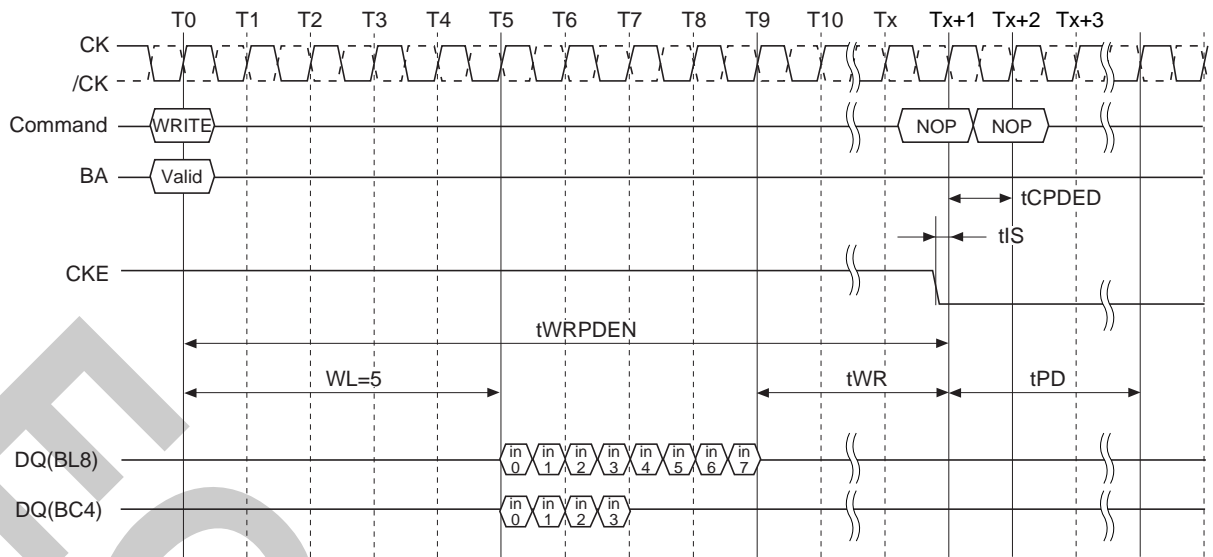 T0 T1 T2 T3 T4 T5 T6 T7 T8 T9 T10 Tx Tx+1 Tx+2 Tx+3
CK
/CK
Command WRITE NOP NOP
BA Valid
tCPDED
tIS
CKE
tWRPDEN
WL=5 tWR tPD
DQ(BL8) in 0 in 1 in 2 in 3 in 4 in 5 in 6 in 7
DQ(BC4) in 0 in 1 in 2 in 3